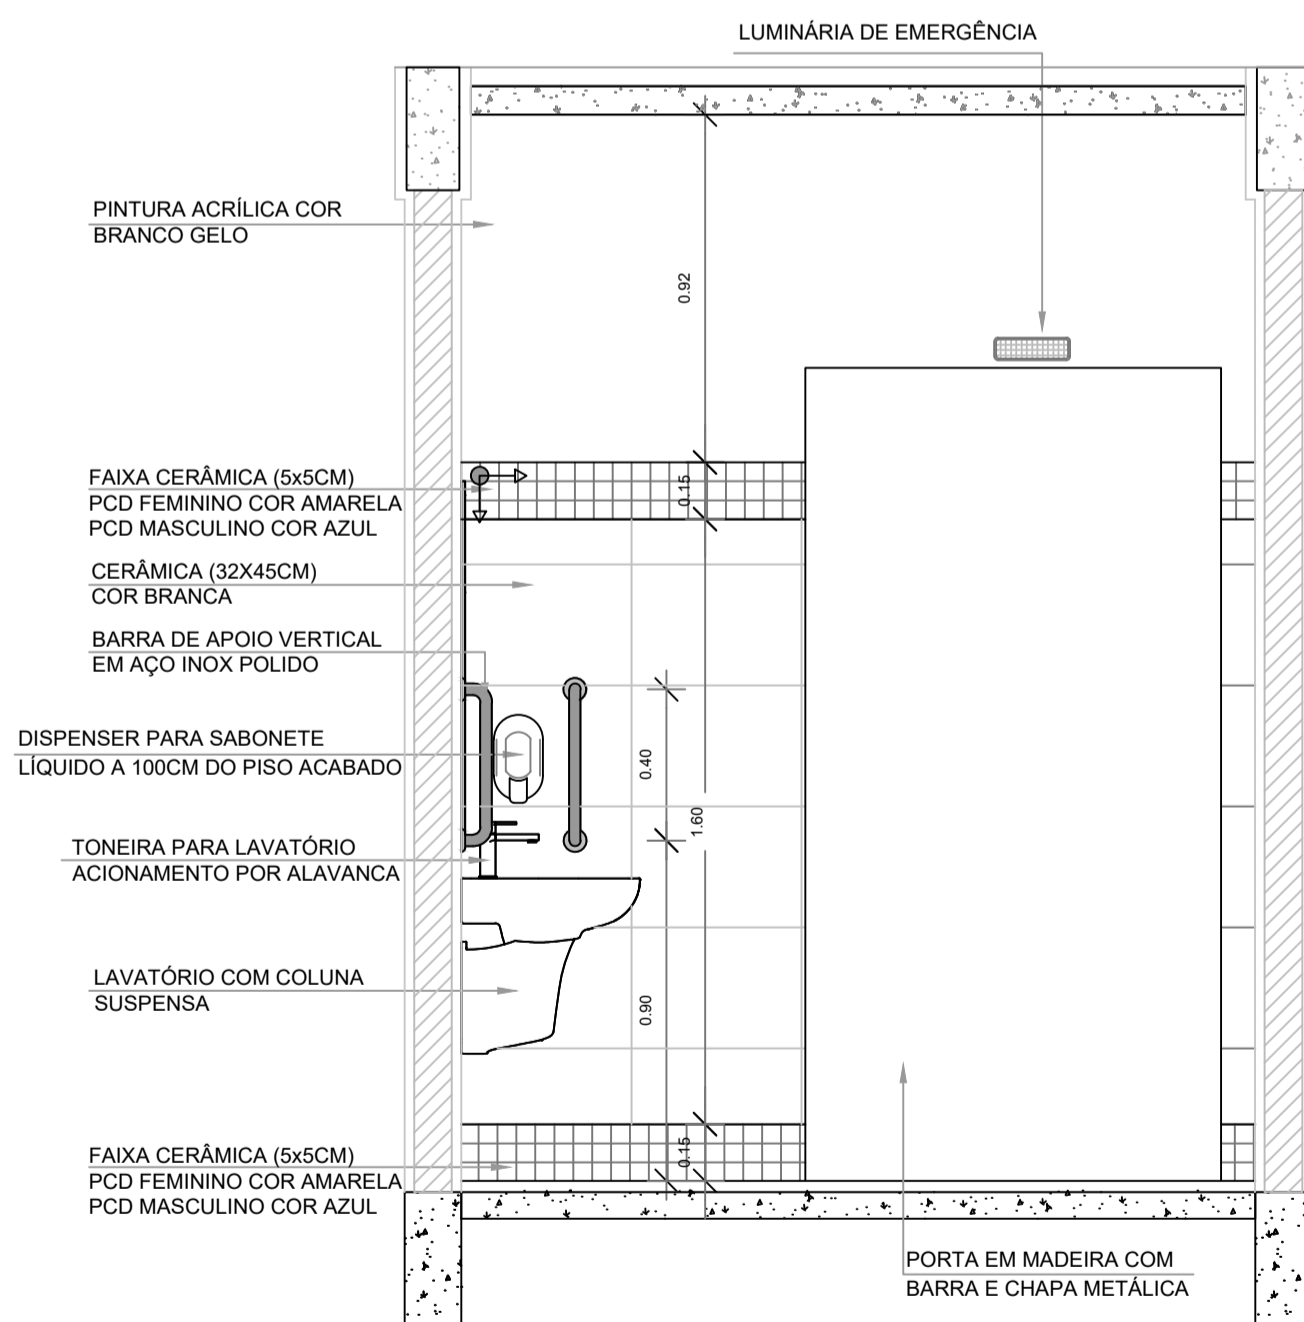 LUMINÁRIA DE EMERGÊNCIA
PINTURA ACRÍLICA COR
BRANCO GELO
0.92
FAIXA CERÂMICA (5x5CM)
PCD FEMININO COR AMARELA
PCD MASCULINO COR AZUL
0.15
CERÂMICA (32X45CM)
COR BRANCA
BARRA DE APOIO VERTICAL
EM AÇO INOX POLIDO
DISPENSER PARA SABONETE
LÍQUIDO A 100CM DO PISO ACABADO
0.40
1.60
TONEIRA PARA LAVATÓRIO
ACIONAMENTO POR ALAVANCA
LAVATÓRIO COM COLUNA
SUSPENSA
0.90
FAIXA CERÂMICA (5x5CM)
PCD FEMININO COR AMARELA
PCD MASCULINO COR AZUL
0.15
PORTA EM MADEIRA COM
BARRA E CHAPA METÁLICA